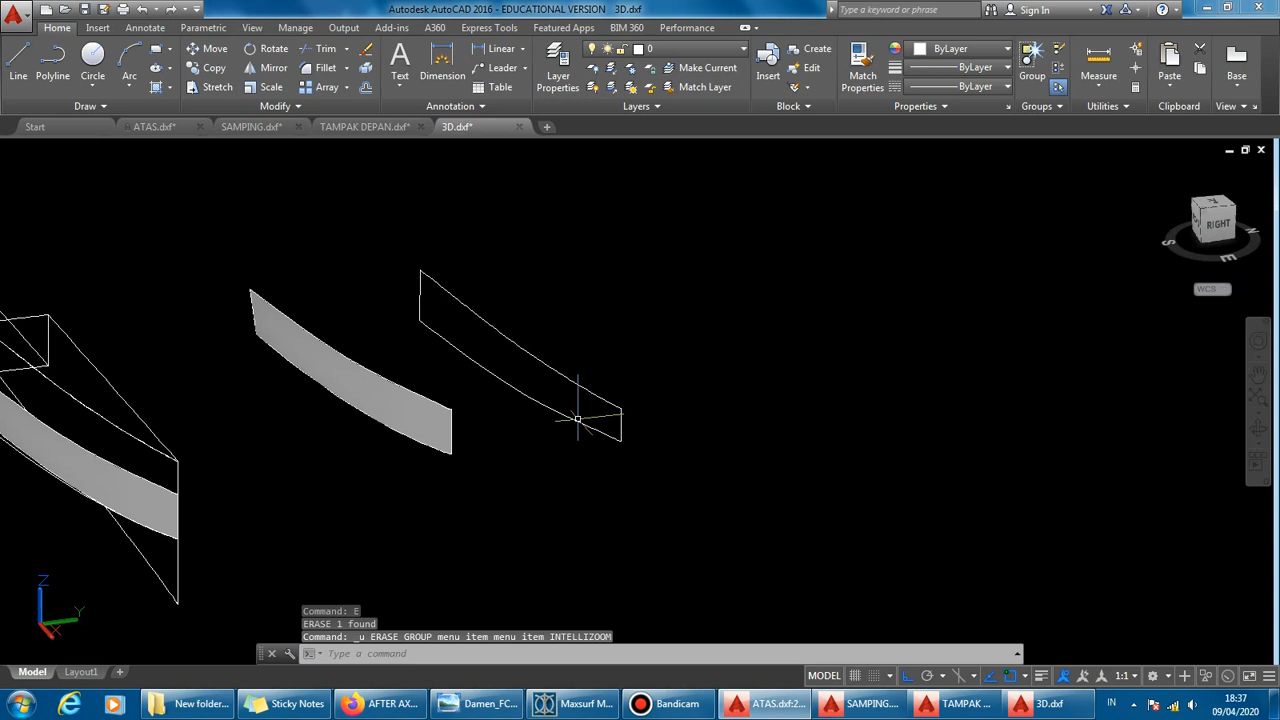 Autodesk AutoCAD 2016 - EDUCATIONAL VERSION 3D.dxf
Type a keyword or phrase
Sign In
Home Insert Annotate Parametric View Manage Output Add-ins A360 Express Tools Featured Apps BIM 360 Performance
Line Polyline Circle Arc
Move Rotate Trim
Copy Mirror Fillet
Stretch Scale Array
Text Dimension
Linear
Leader
Table
Layer Properties
0
Make Current
Match Layer
Insert
Create
Edit
Match Properties
ByLayer
ByLayer
ByLayer
Group
Measure
Paste
Base
Draw Modify Annotation Layers Block Properties Groups Utilities Clipboard View
Start ATAS.dxf* SAMPING.dxf* TAMPAK DEPAN.dxf* 3D.dxf*
RIGHT
S
E
N
WCS
Z
Y
X
Command: E
ERASE 1 found
Command: _u ERASE GROUP menu item menu item INTELLIZOOM
Type a command
Model Layout1
MODEL
1:1
New folder...
Sticky Notes
AFTER AX...
Damen_FC...
Maxsurf M...
Bandicam
ATAS.dxf:2...
SAMPING....
TAMPAK ...
3D.dxf
IN
18:37
09/04/2020